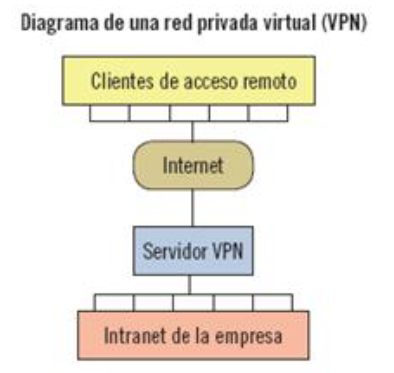 Diagrama de una red privada virtual (VPN)
Clientes de acceso remoto
Internet
Servidor VPN
Intranet de la empresa